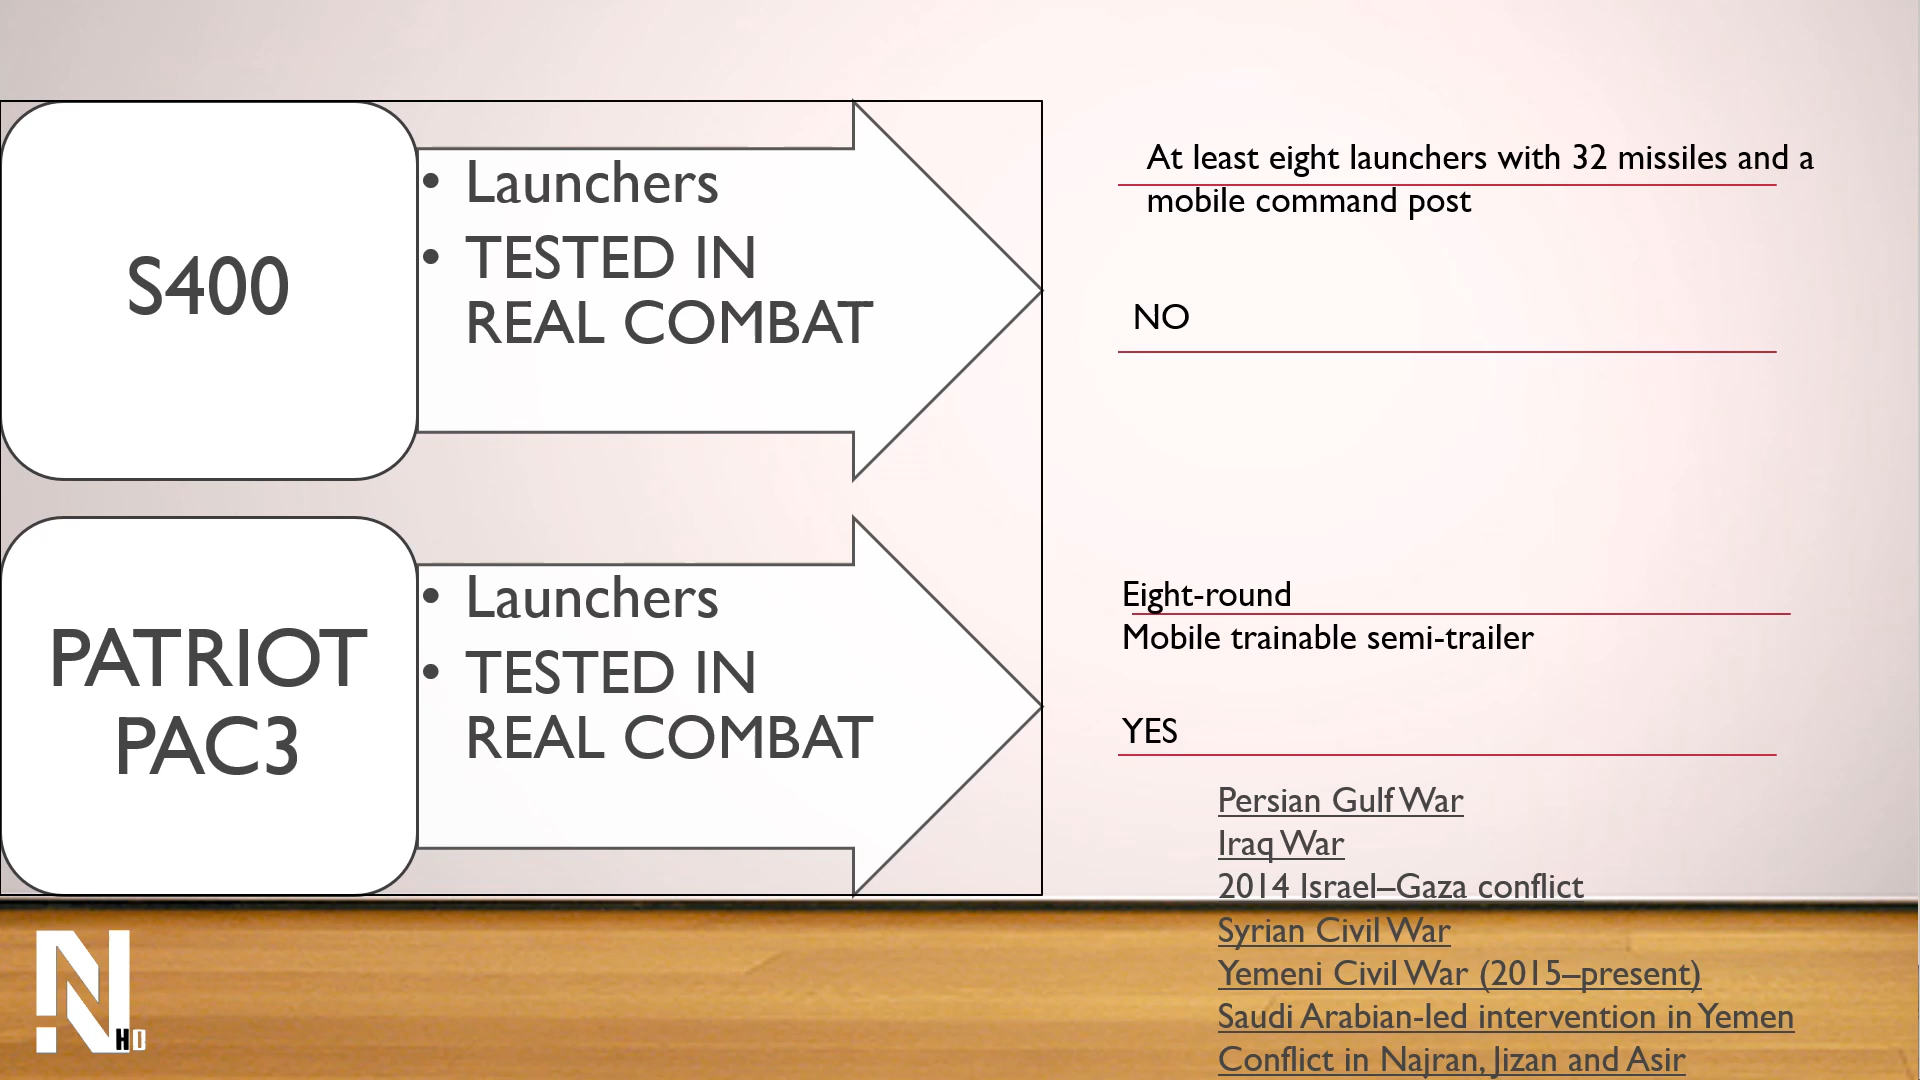 S400
• Launchers
• TESTED IN
REAL COMBAT
At least eight launchers with 32 missiles and a
mobile command post
NO
PATRIOT
PAC3
• Launchers
• TESTED IN
REAL COMBAT
Eight-round
Mobile trainable semi-trailer
YES
Persian Gulf War
Iraq War
2014 Israel–Gaza conflict
Syrian Civil War
Yemeni Civil War (2015–present)
Saudi Arabian-led intervention in Yemen
Conflict in Najran, Jizan and Asir
N
HD